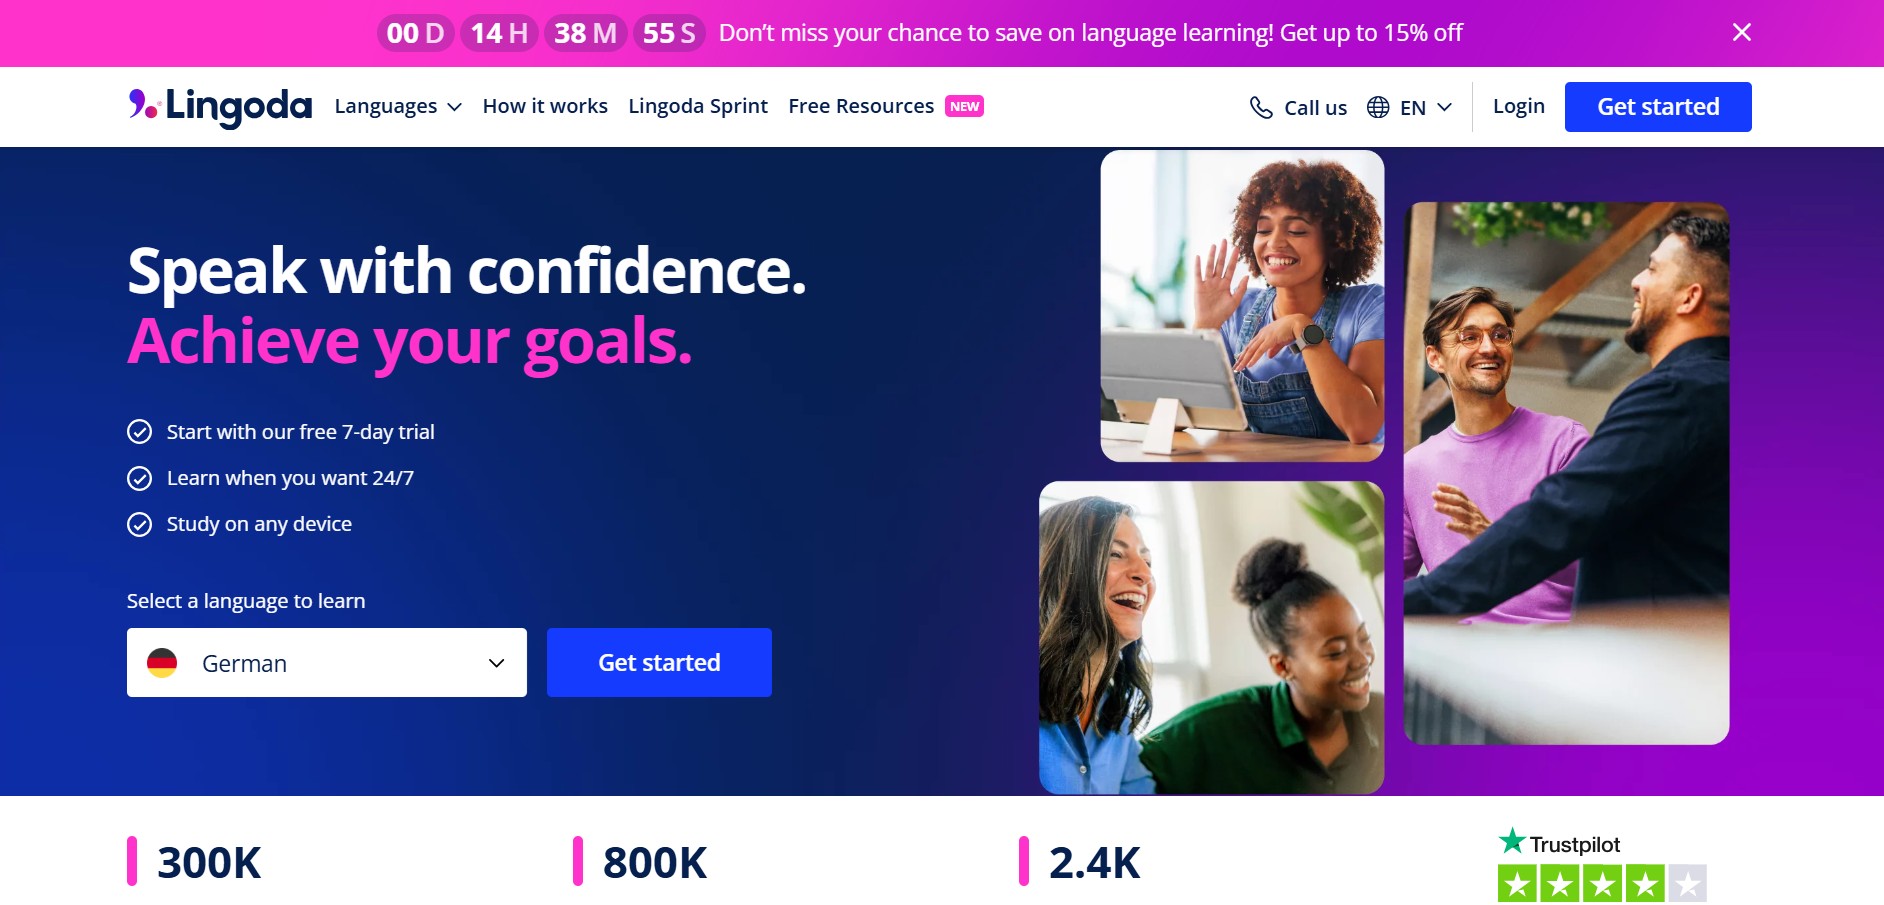 00 D 14 H 38 M 55 S Don’t miss your chance to save on language learning! Get up to 15% off
Lingoda Languages How it works Lingoda Sprint Free Resources NEW Call us EN Login Get started
Speak with confidence.
Achieve your goals.
Start with our free 7-day trial
Learn when you want 24/7
Study on any device
Select a language to learn
German Get started
300K 800K 2.4K Trustpilot